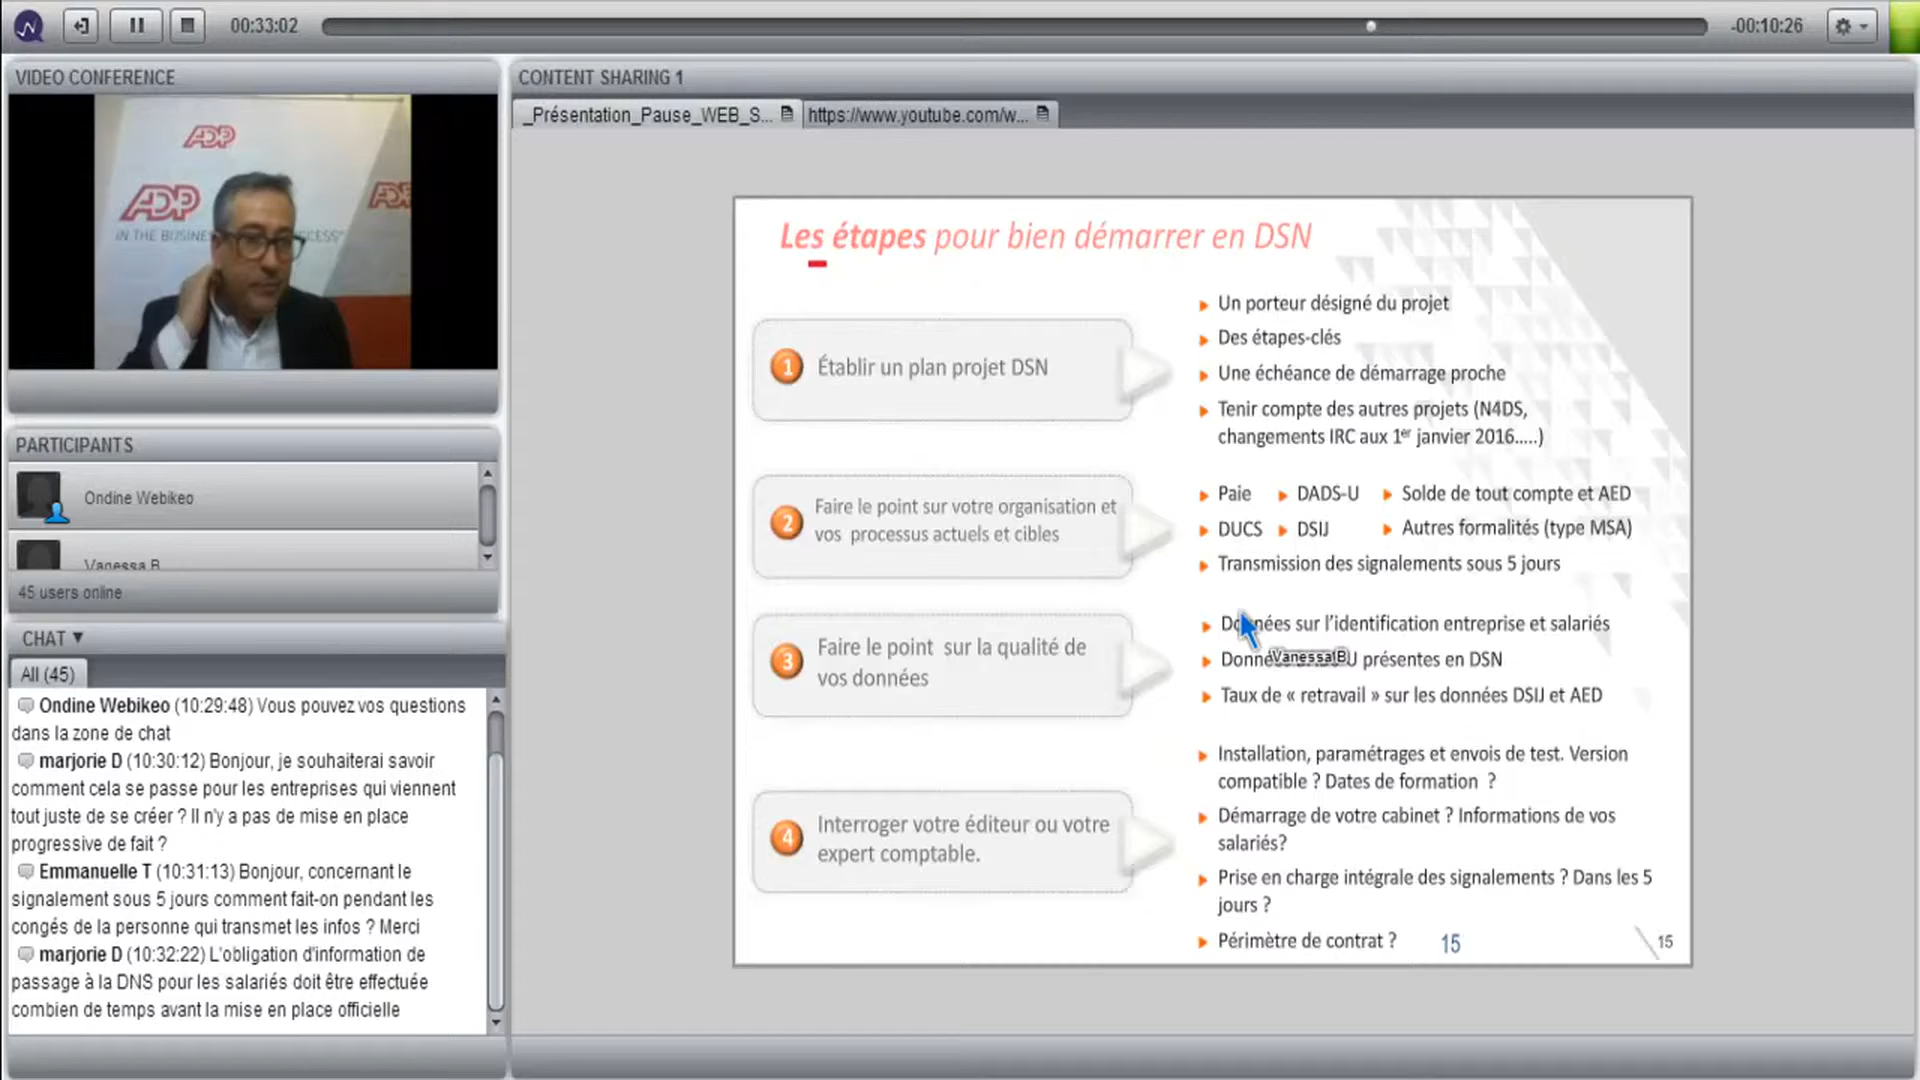 00:33:02
-00:10:26
VIDEO CONFERENCE
ADP
ADP
ADP
IN THE BUSINE
CESS
PARTICIPANTS
Ondine Webikeo
Vanessa B
45 users online
CHAT ▼
All (45)
Ondine Webikeo (10:29:48) Vous pouvez vos questions
dans la zone de chat
marjorie D (10:30:12) Bonjour, je souhaiterai savoir
comment cela se passe pour les entreprises qui viennent
tout juste de se créer ? Il n'y a pas de mise en place
progressive de fait ?
Emmanuelle T (10:31:13) Bonjour, concernant le
signalement sous 5 jours comment fait-on pendant les
congés de la personne qui transmet les infos ? Merci
marjorie D (10:32:22) L'obligation d'information de
passage à la DNS pour les salariés doit être effectuée
combien de temps avant la mise en place officielle
CONTENT SHARING 1
_Présentation_Pause_WEB_S...
https://www.youtube.com/w...
Les étapes pour bien démarrer en DSN
1 Établir un plan projet DSN
Un porteur désigné du projet
Des étapes-clés
Une échéance de démarrage proche
Tenir compte des autres projets (N4DS,
changements IRC aux 1er janvier 2016.....)
2 Faire le point sur votre organisation et
vos processus actuels et cibles
Paie DADS-U Solde de tout compte et AED
DUCS DSIJ Autres formalités (type MSA)
Transmission des signalements sous 5 jours
3 Faire le point sur la qualité de
vos données
Données sur l'identification entreprise et salariés
VanessaB
U présentes en DSN
Taux de « retravail » sur les données DSIJ et AED
4 Interroger votre éditeur ou votre
expert comptable.
Installation, paramétrages et envois de test. Version
compatible ? Dates de formation ?
Démarrage de votre cabinet ? Informations de vos
salariés?
Prise en charge intégrale des signalements ? Dans les 5
jours ?
Périmètre de contrat ?
15
15